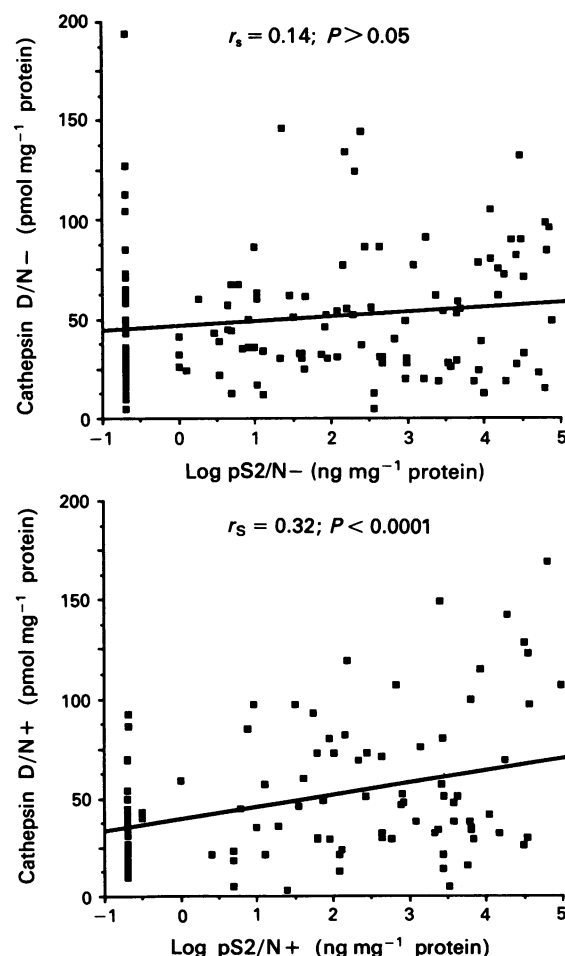 200
150
100
50
0
Cathepsin D/N− (pmol mg⁻¹ protein)
rₛ = 0.14; P > 0.05
−1 0 1 2 3 4 5
Log pS2/N− (ng mg⁻¹ protein)
200
150
100
50
0
Cathepsin D/N+ (pmol mg⁻¹ protein)
r_S = 0.32; P < 0.0001
−1 0 1 2 3 4 5
Log pS2/N+ (ng mg⁻¹ protein)